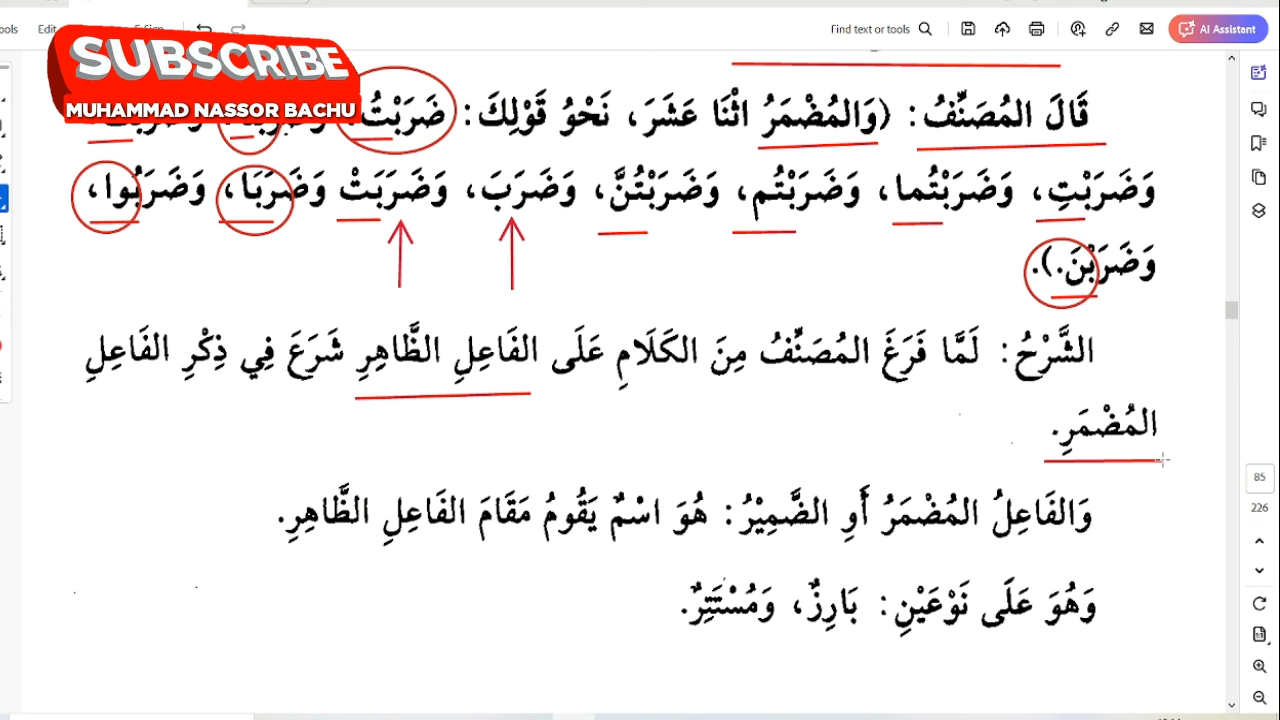 Find text or tools
AI Assistant
SUBSCRIBE
MUHAMMAD NASSOR BACHU
قَالَ المُصَنِّفُ: (وَالمُضْمَرُ اثْنَا عَشَرَ، نَحْوُ قَوْلِكَ: ضَرَبْتُ،
وَضَرَبْتِ، وَضَرَبْتُما، وَضَرَبْتُم، وَضَرَبْتُنَّ، وَضَرَبَ، وَضَرَبَتْ وَضَرَبَا، وَضَرَبُوا،
وَضَرَبْنَ.).
الشَّرْحُ: لَمَّا فَرَغَ المُصَنِّفُ مِنَ الكَلَامِ عَلَى الفَاعِلِ الظَّاهِرِ شَرَعَ فِي ذِكْرِ الفَاعِلِ
المُضْمَرِ.
وَالفَاعِلُ المُضْمَرُ أَوِ الضَّمِيْرُ: هُوَ اسْمٌ يَقُومُ مَقَامَ الفَاعِلِ الظَّاهِرِ.
وَهُوَ عَلَى نَوْعَيْنِ: بَارِزٌ، وَمُسْتَتِرٌ.
85
226